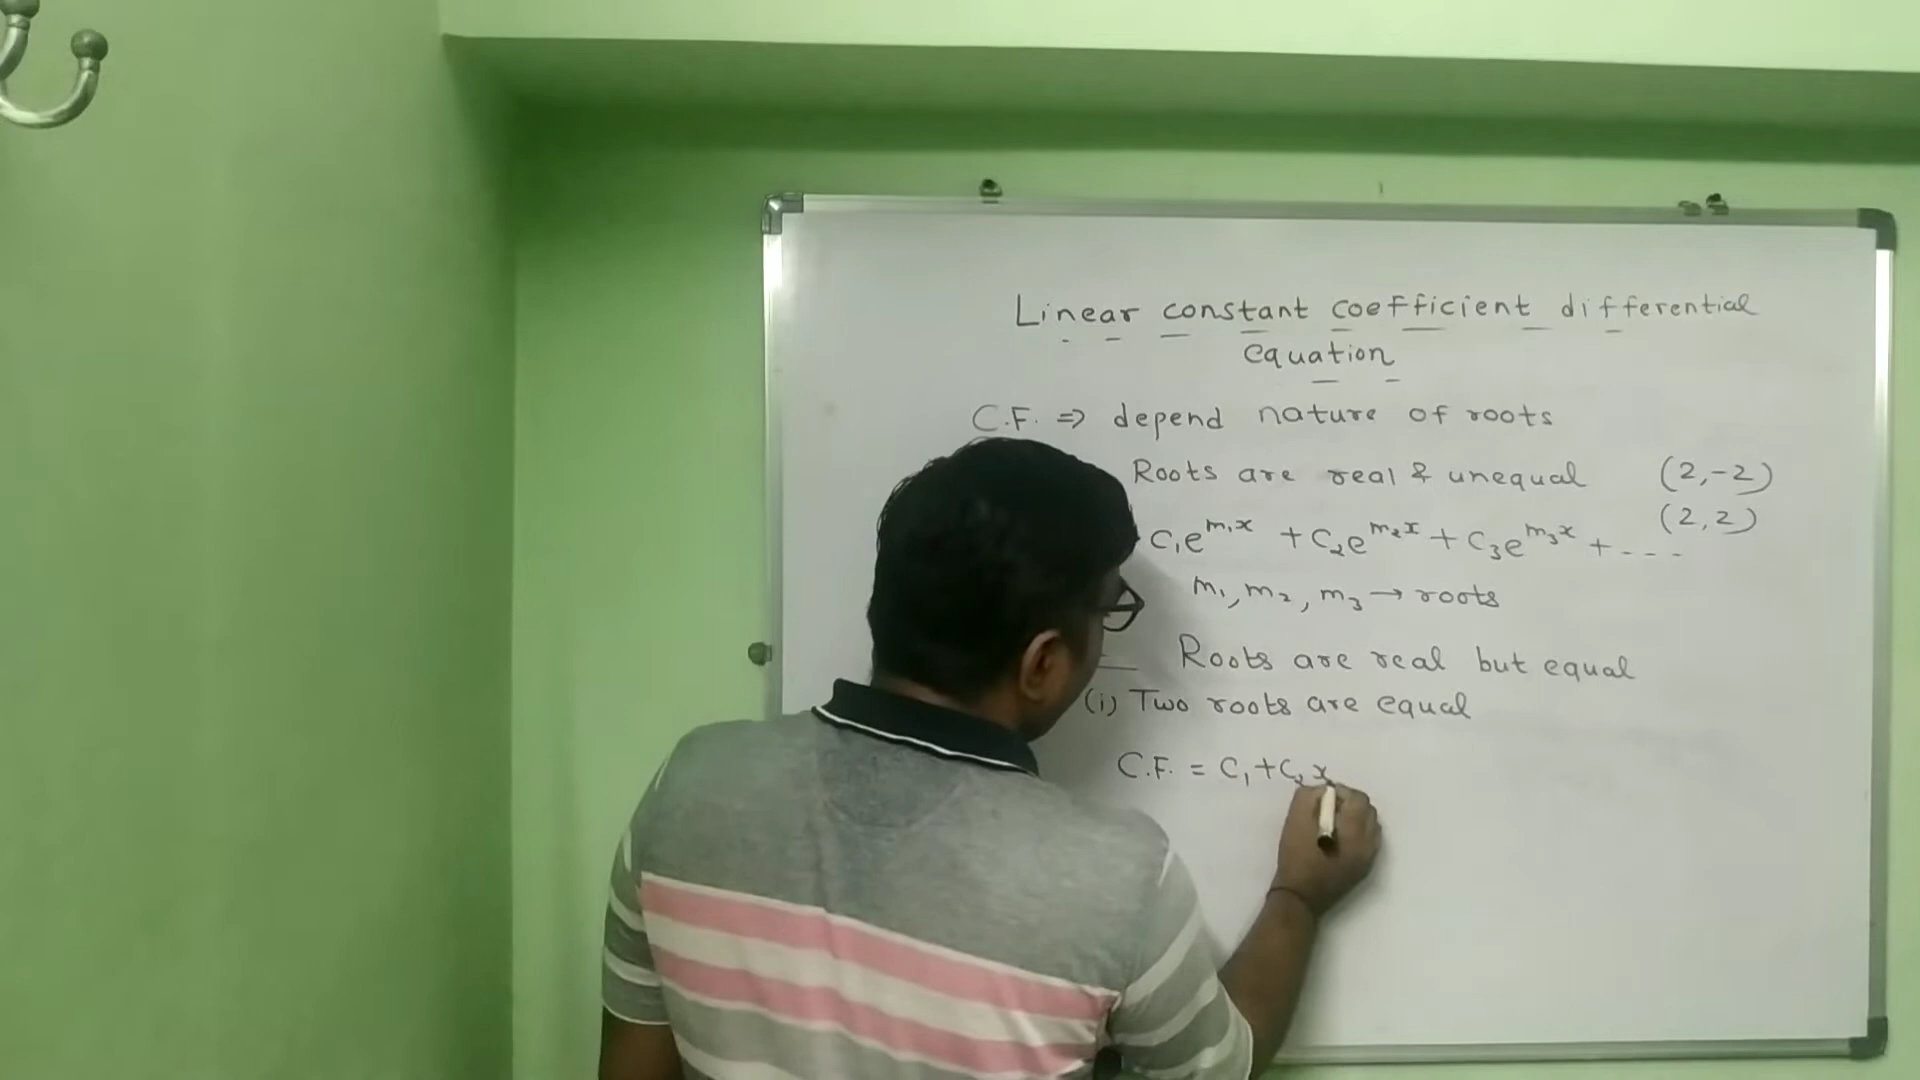 Linear constant coefficient differential
equation
C.F. ⇒ depend nature of roots
Roots are real & unequal (2,-2)
(2,2)
C₁e^m₁x + C₂e^m₂x + C₃e^m₃x + ----
m₁, m₂, m₃ → roots
Roots are real but equal
(i) Two roots are equal
C.F. = C₁+C₂x